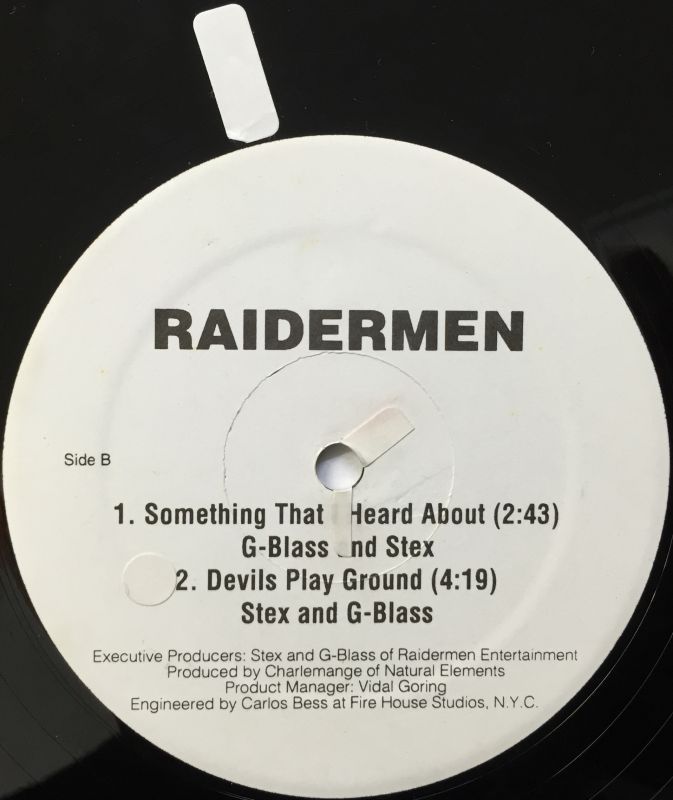 RAIDERMEN
Side B
1. Something That Heard About (2:43)
G-Blass and Stex
2. Devils Play Ground (4:19)
Stex and G-Blass
Executive Producers: Stex and G-Blass of Raidermen Entertainment
Produced by Charlemange of Natural Elements
Product Manager: Vidal Goring
Engineered by Carlos Bess at Fire House Studios, N.Y.C.